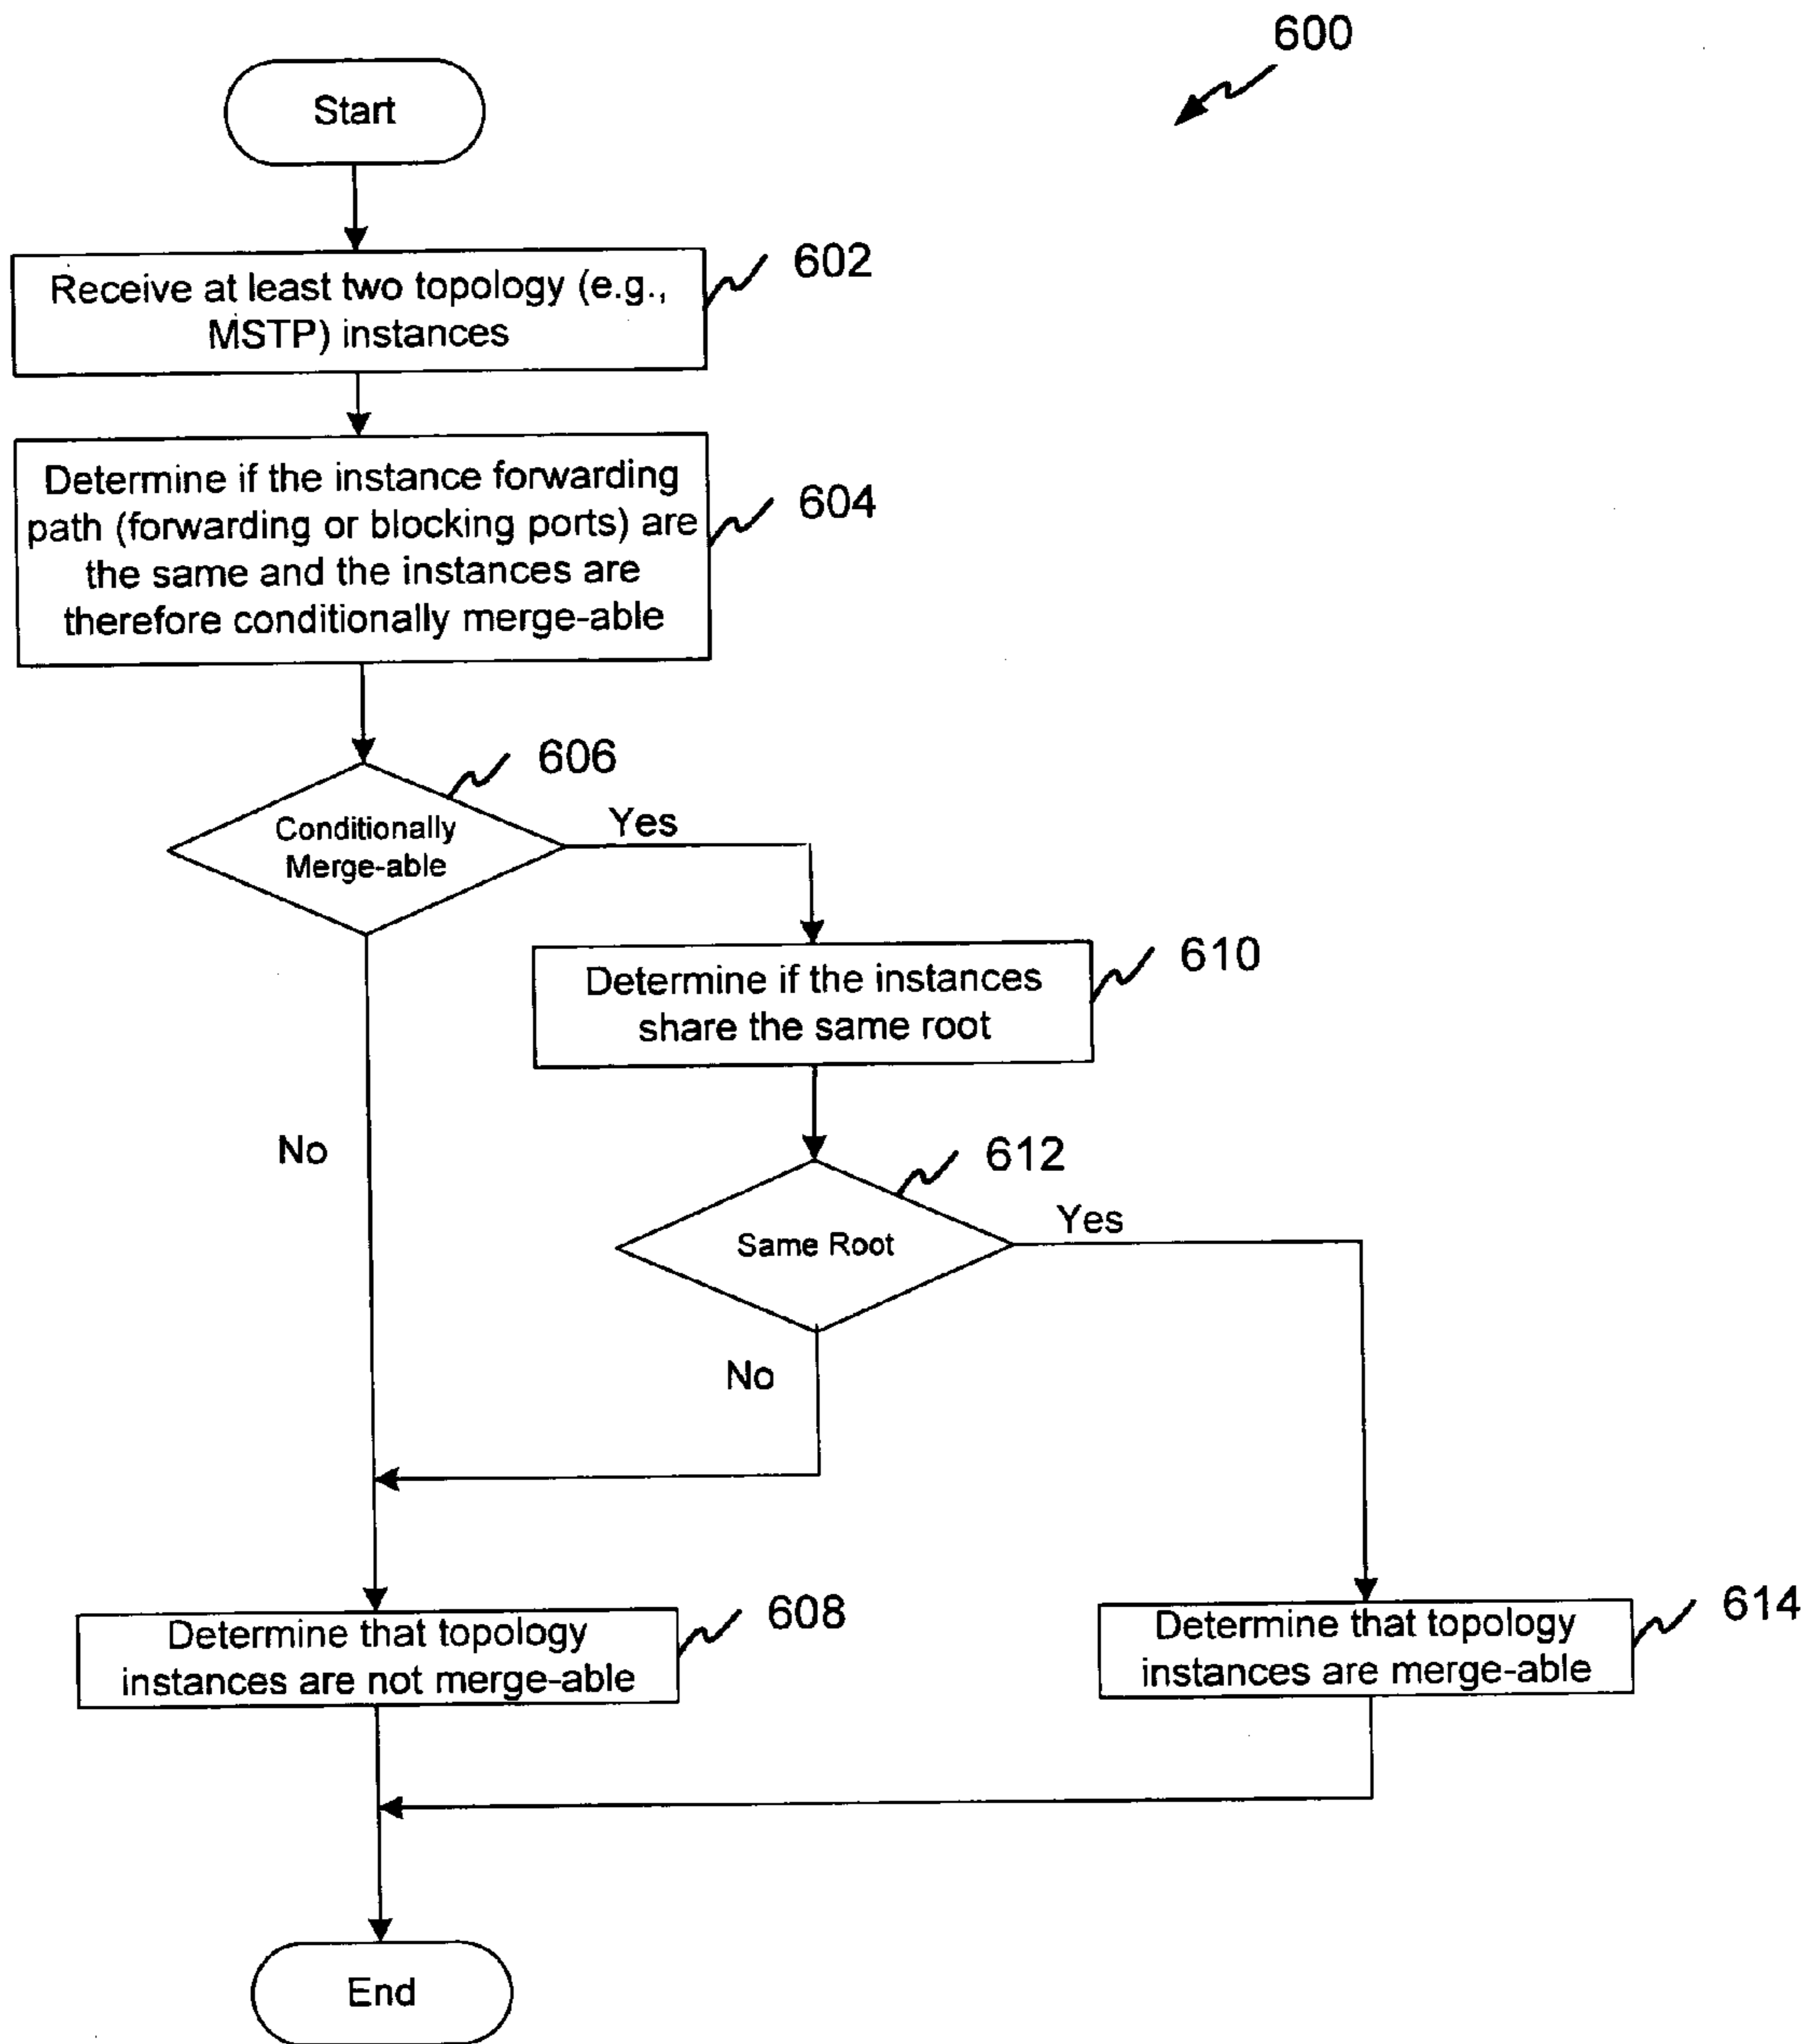 600
Start
602
Receive at least two topology (e.g.,
MSTP) instances
604
Determine if the instance forwarding
path (forwarding or blocking ports) are
the same and the instances are
therefore conditionally merge-able
606
Conditionally
Merge-able
Yes
610
Determine if the instances
share the same root
No
612
Same Root
Yes
No
608
Determine that topology
instances are not merge-able
614
Determine that topology
instances are merge-able
End